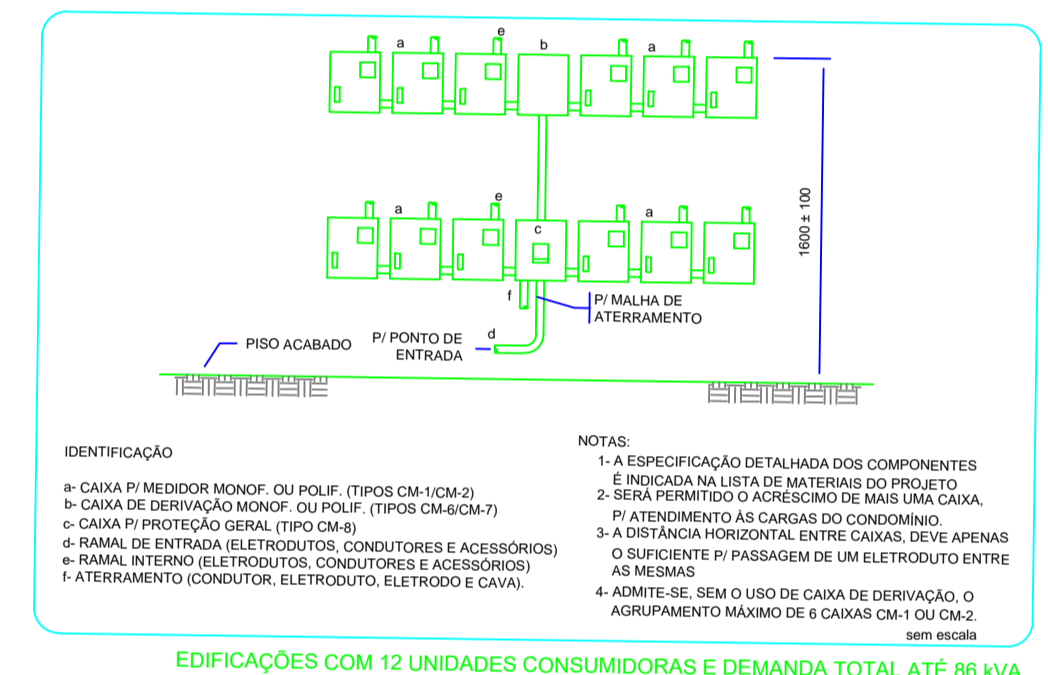 a
e
b
a
1600 ± 100
a
e
c
a
f
P/ MALHA DE
ATERRAMENTO
d
P/ PONTO DE
ENTRADA
PISO ACABADO
IDENTIFICAÇÃO
a- CAIXA P/ MEDIDOR MONOF. OU POLIF. (TIPOS CM-1/CM-2)
b- CAIXA DE DERIVAÇÃO MONOF. OU POLIF. (TIPOS CM-6/CM-7)
c- CAIXA P/ PROTEÇÃO GERAL (TIPO CM-8)
d- RAMAL DE ENTRADA (ELETRODUTOS, CONDUTORES E ACESSÓRIOS)
e- RAMAL INTERNO (ELETRODUTOS, CONDUTORES E ACESSÓRIOS)
f- ATERRAMENTO (CONDUTOR, ELETRODUTO, ELETRODO E CAVA).
NOTAS:
1- A ESPECIFICAÇÃO DETALHADA DOS COMPONENTES
É INDICADA NA LISTA DE MATERIAIS DO PROJETO
2- SERÁ PERMITIDO O ACRÉSCIMO DE MAIS UMA CAIXA,
P/ ATENDIMENTO ÀS CARGAS DO CONDOMÍNIO.
3- A DISTÂNCIA HORIZONTAL ENTRE CAIXAS, DEVE APENAS
O SUFICIENTE P/ PASSAGEM DE UM ELETRODUTO ENTRE
AS MESMAS
4- ADMITE-SE, SEM O USO DE CAIXA DE DERIVAÇÃO, O
AGRUPAMENTO MÁXIMO DE 6 CAIXAS CM-1 OU CM-2.
sem escala
EDIFICAÇÕES COM 12 UNIDADES CONSUMIDORAS E DEMANDA TOTAL ATÉ 86 kVA